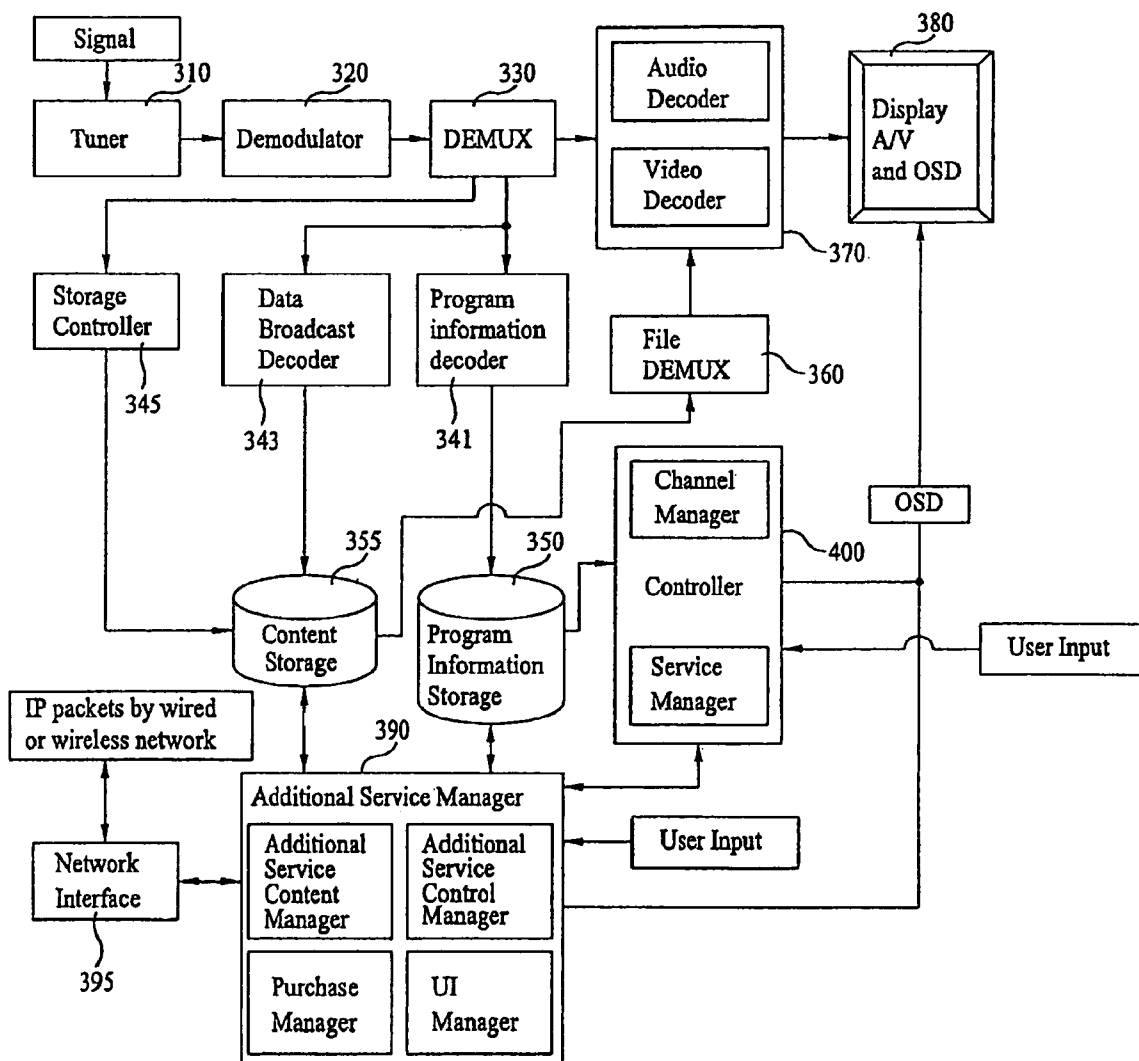 Signal
310
320
330
380
Tuner
Demodulator
DEMUX
Audio
Decoder
Video
Decoder
Display
A/V
and OSD
370
Storage
Controller
345
Data
Broadcast
Decoder
343
Program
information
decoder
341
File
DEMUX
360
355
Content
Storage
350
Program
Information
Storage
Channel
Manager
400
Controller
Service
Manager
OSD
User Input
IP packets by wired
or wireless network
390
Additional Service Manager
Additional
Service
Content
Manager
Additional
Service
Control
Manager
User Input
Network
Interface
395
Purchase
Manager
UI
Manager